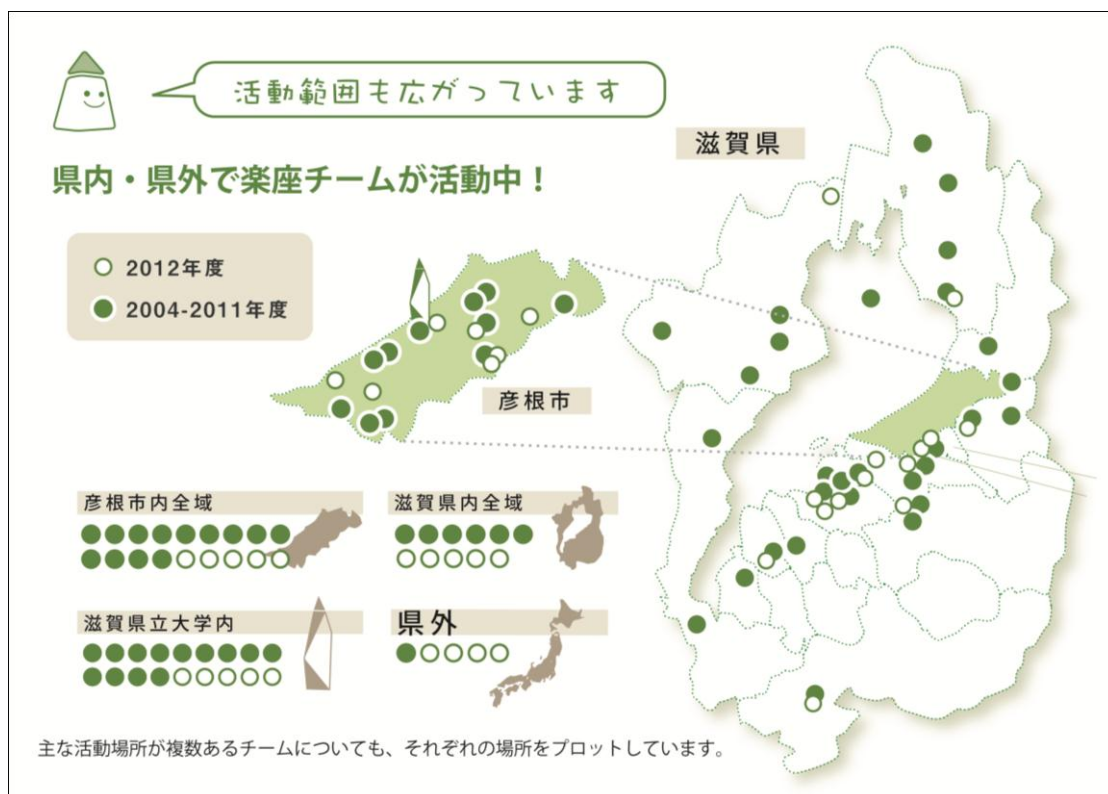 活動範囲も広がっています
滋賀県
県内・県外で楽座チームが活動中！
2012年度
2004-2011年度
彦根市
彦根市内全域
滋賀県内全域
滋賀県立大学内
県外
主な活動場所が複数あるチームについても、それぞれの場所をプロットしています。